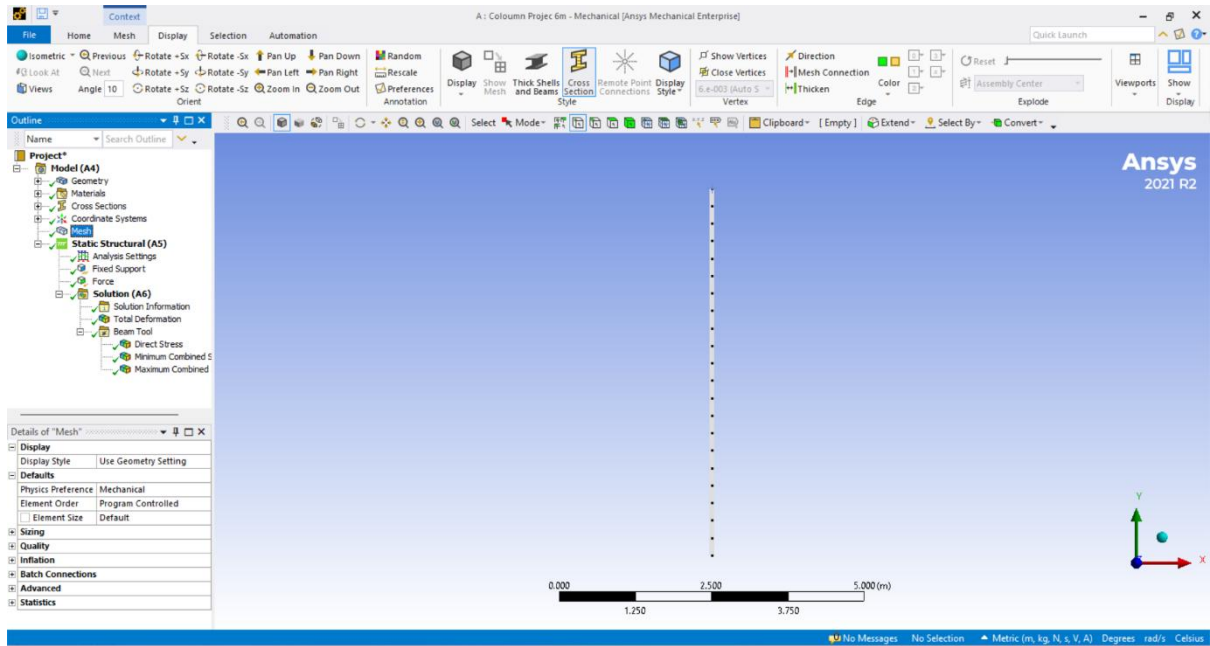 Context
A : Coloumn Projec 6m - Mechanical [Ansys Mechanical Enterprise]
File Home Mesh Display Selection Automation
Quick Launch
Isometric Previous Rotate +Sx Rotate -Sx Pan Up Pan Down
Look At Next Rotate +Sy Rotate -Sy Pan Left Pan Right
Views Angle 10 Rotate +Sz Rotate -Sz Zoom In Zoom Out
Orient
Random
Rescale
Preferences
Annotation
Display Show Mesh Thick Shells and Beams Cross Section Remote Point Connections Display Style
Style
Show Vertices
Close Vertices
6.e-003 (Auto S
Vertex
Direction
Mesh Connection
Thicken
Color
Edge
Reset
Assembly Center
Explode
Viewports Show
Display
Outline
Select Mode Clipboard [Empty] Extend Select By Convert
Name Search Outline
Project*
Model (A4)
Geometry
Materials
Cross Sections
Coordinate Systems
Mesh
Static Structural (A5)
Analysis Settings
Fixed Support
Force
Solution (A6)
Solution Information
Total Deformation
Beam Tool
Direct Stress
Minimum Combined S
Maximum Combined
Ansys
2021 R2
Details of "Mesh"
Display
Display Style Use Geometry Setting
Defaults
Physics Preference Mechanical
Element Order Program Controlled
Element Size Default
Sizing
Quality
Inflation
Batch Connections
Advanced
Statistics
Y
X
0.000 2.500 5.000 (m)
1.250 3.750
No Messages No Selection Metric (m, kg, N, s, V, A) Degrees rad/s Celsius